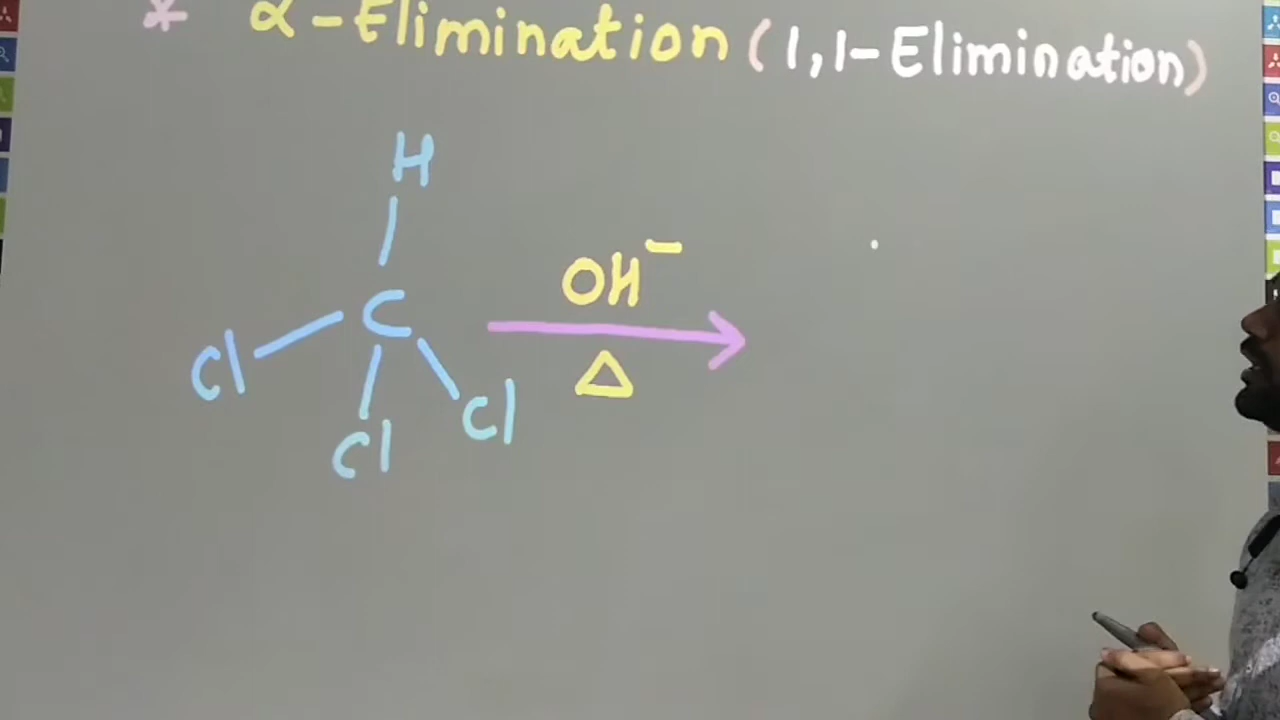 * α-Elimination (1,1-Elimination)
H
OH⁻
C
Cl
Δ
Cl
Cl